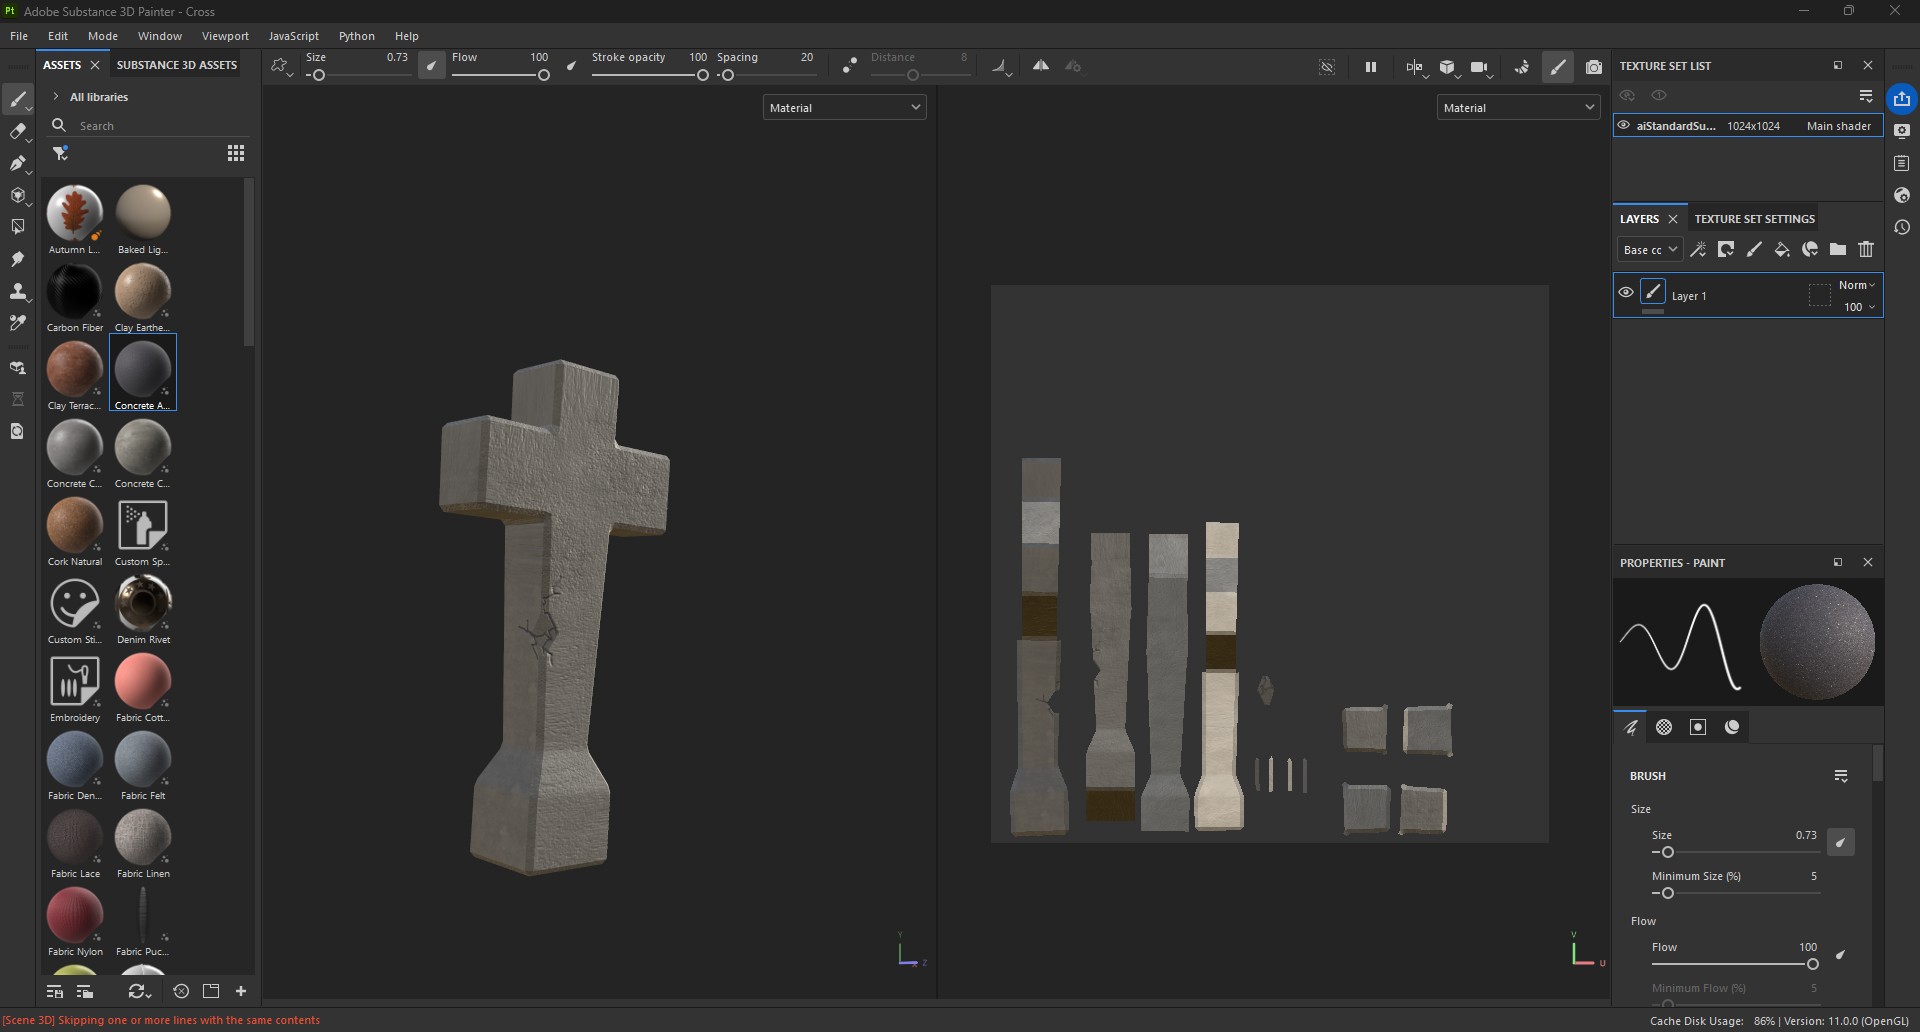 Pt Adobe Substance 3D Painter - Cross
File Edit Mode Window Viewport JavaScript Python Help
ASSETS SUBSTANCE 3D ASSETS
All libraries
Search
Autumn L... Baked Lig...
Carbon Fiber Clay Earthe...
Clay Terrac... Concrete A...
Concrete C... Concrete C...
Cork Natural Custom Sp...
Custom Sti... Denim Rivet
Embroidery Fabric Cott...
Fabric Den... Fabric Felt
Fabric Lace Fabric Linen
Fabric Nylon Fabric Puc...
Size 0.73 Flow 100 Stroke opacity 100 Spacing 20 Distance 8
Material
Material
Y
Z
V
U
TEXTURE SET LIST
aiStandardSu... 1024x1024 Main shader
LAYERS TEXTURE SET SETTINGS
Base cc
Layer 1 Norm
100
PROPERTIES - PAINT
BRUSH
Size
Size 0.73
Minimum Size (%) 5
Flow
Flow 100
Minimum Flow (%) 5
[Scene 3D] Skipping one or more lines with the same contents
Cache Disk Usage: 86% | Version: 11.0.0 (OpenGL)